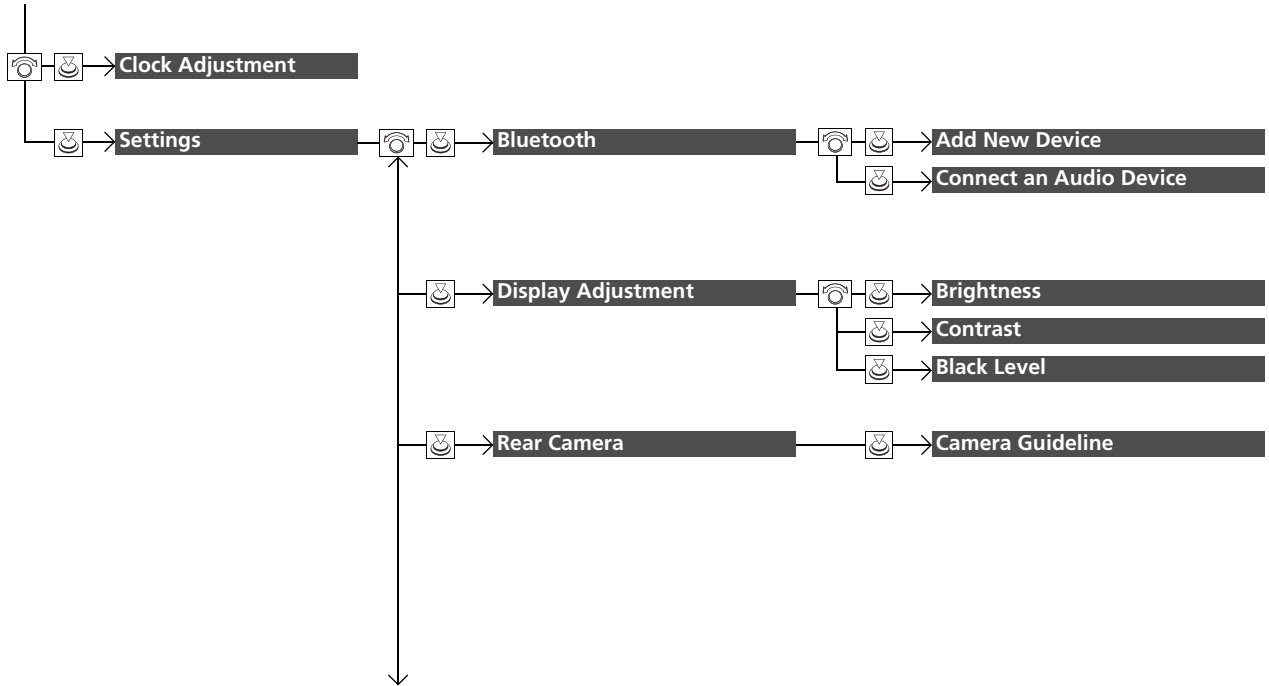 Clock Adjustment
Settings
Bluetooth
Add New Device
Connect an Audio Device
Display Adjustment
Brightness
Contrast
Black Level
Rear Camera
Camera Guideline